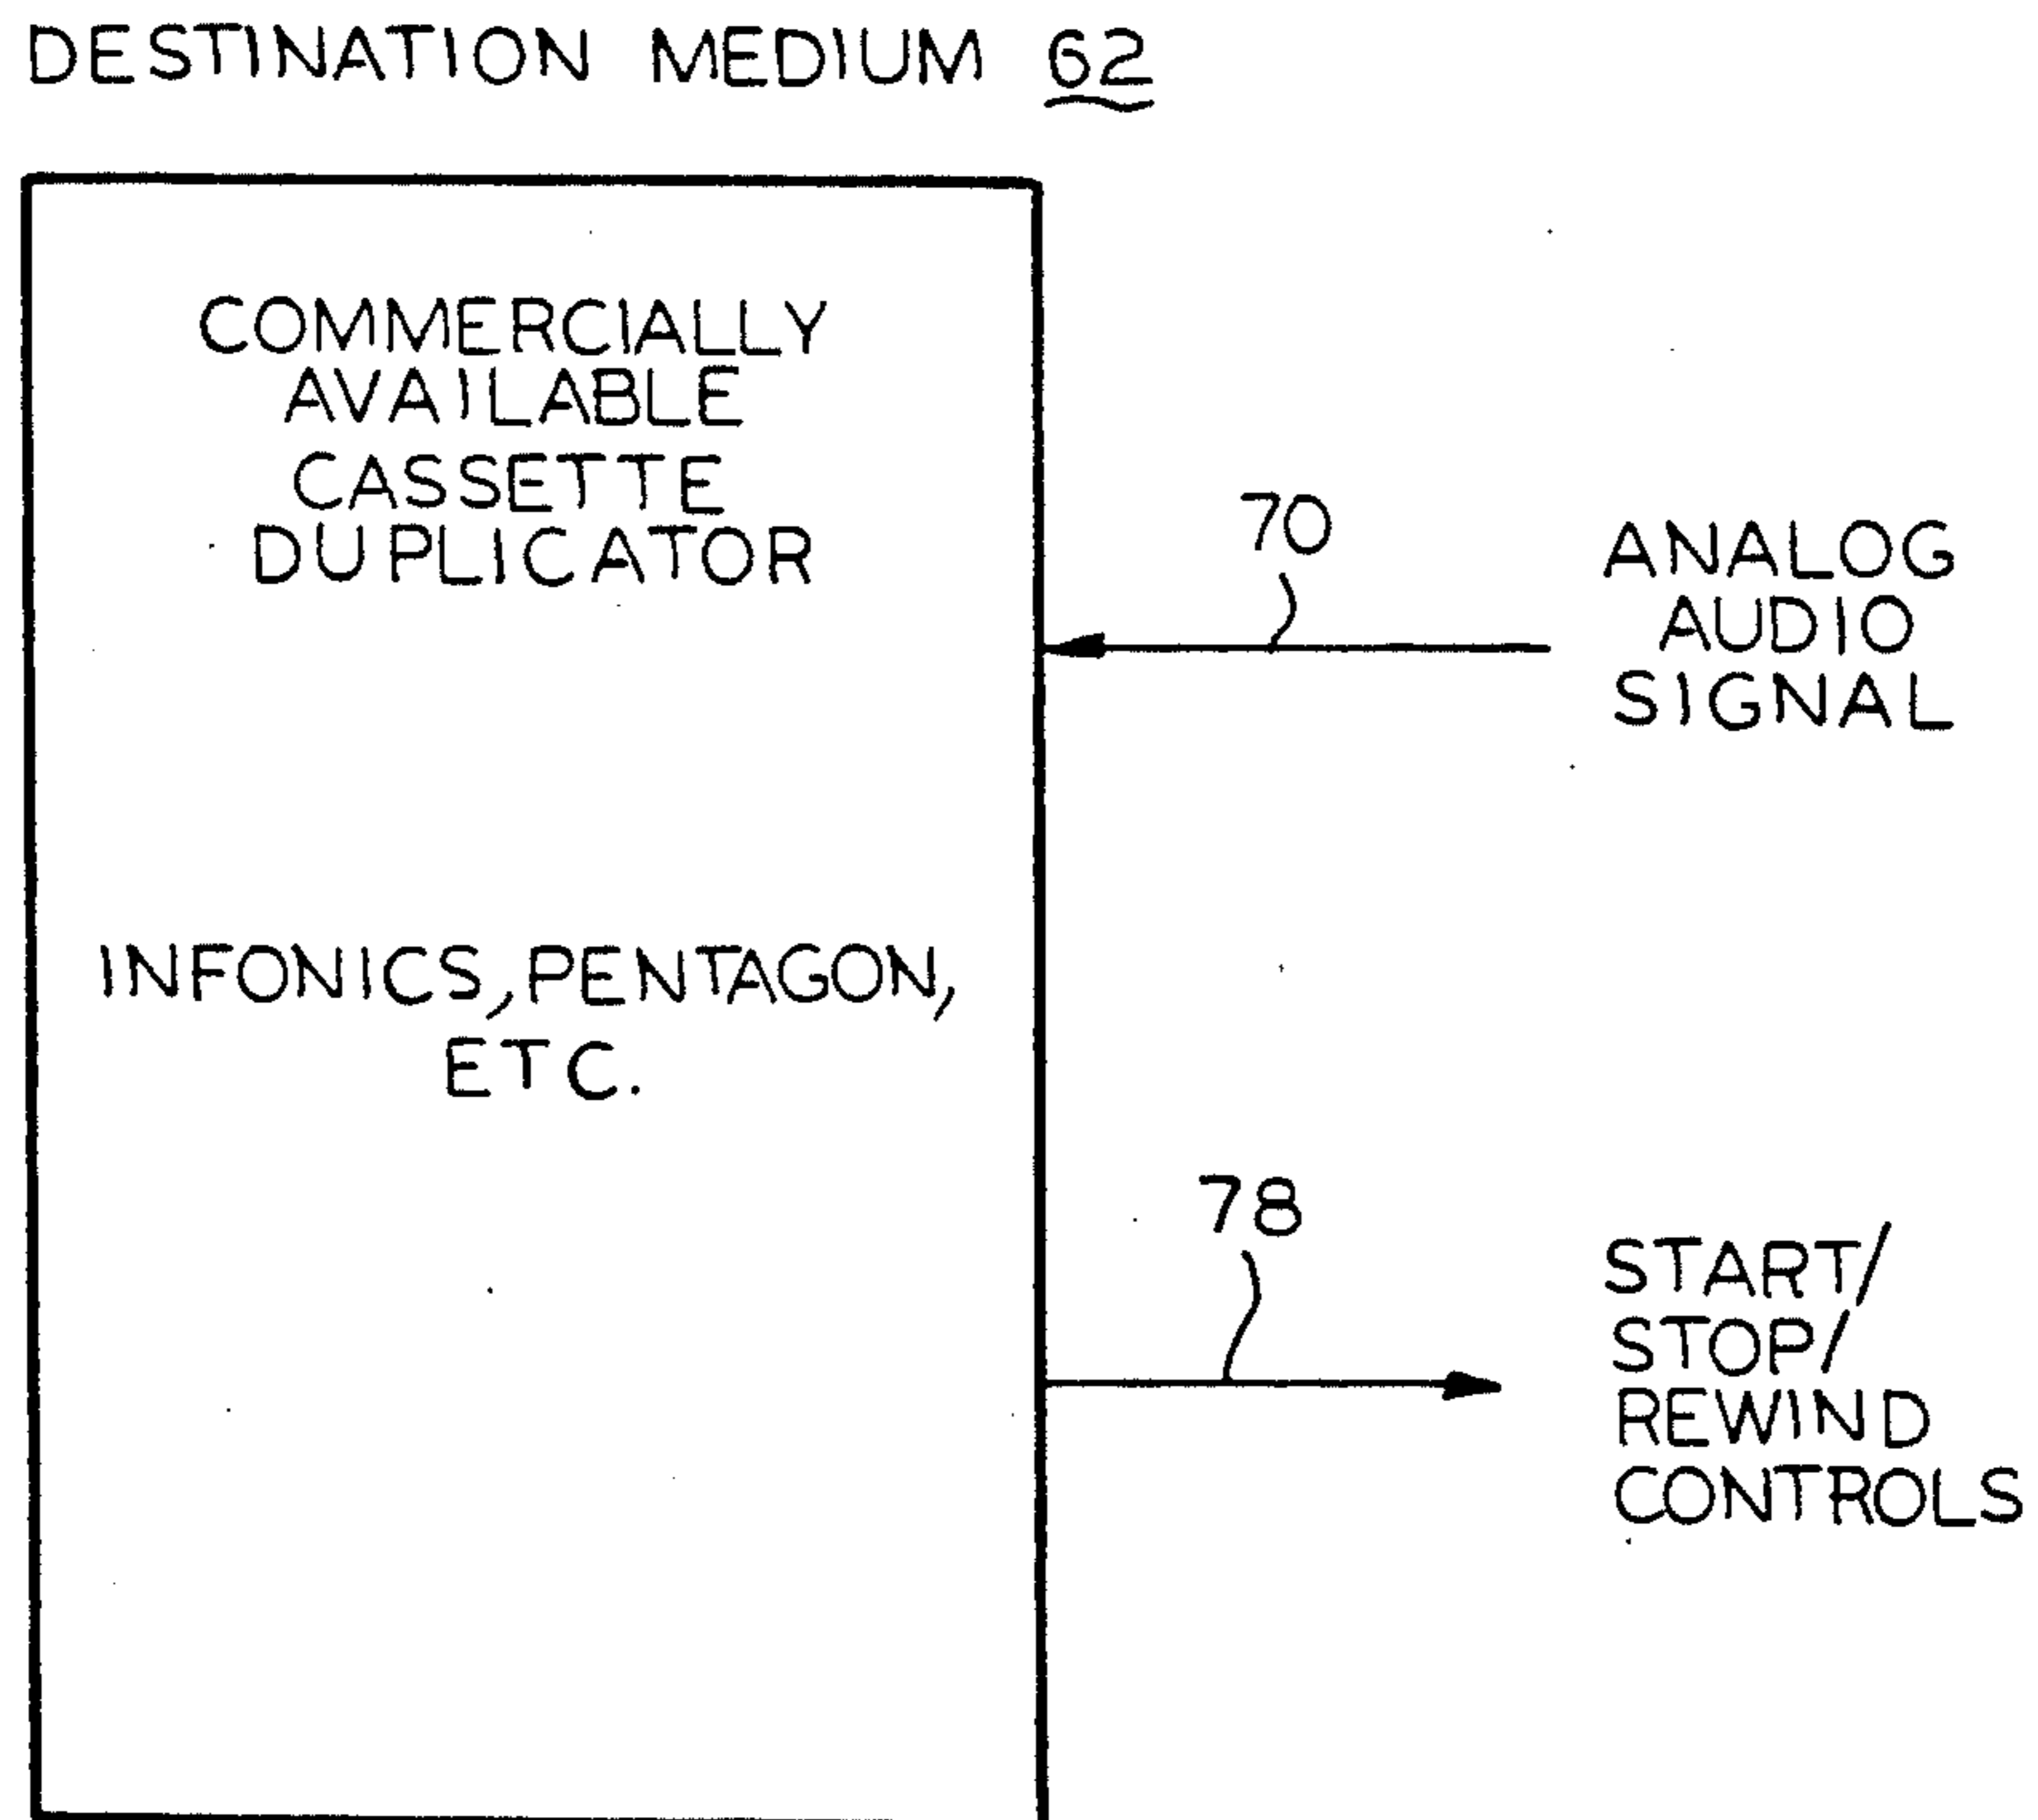 DESTINATION MEDIUM 62
COMMERCIALLY
AVAILABLE
CASSETTE
DUPLICATOR
INFONICS, PENTAGON,
ETC.
70
ANALOG
AUDIO
SIGNAL
78
START/
STOP/
REWIND
CONTROLS